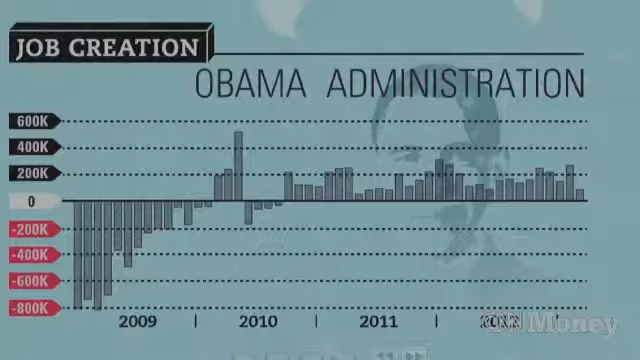 JOB CREATION
OBAMA ADMINISTRATION
600K
400K
200K
0
-200K
-400K
-600K
-800K
2009
2010
2011
Money